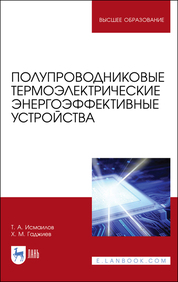 ВЫСШЕЕ ОБРАЗОВАНИЕ
ПОЛУПРОВОДНИКОВЫЕ
ТЕРМОЭЛЕКТРИЧЕСКИЕ
ЭНЕРГОЭФФЕКТИВНЫЕ
УСТРОЙСТВА
Т. А. Исмаилов
Х. М. Гаджиев
ЛАНЬ
E.LANBOOK.COM